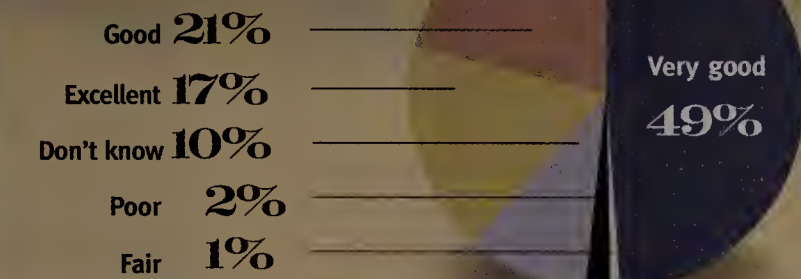 Good 21%
Excellent 17%
Don't know 10%
Poor 2%
Fair 1%
Very good
49%